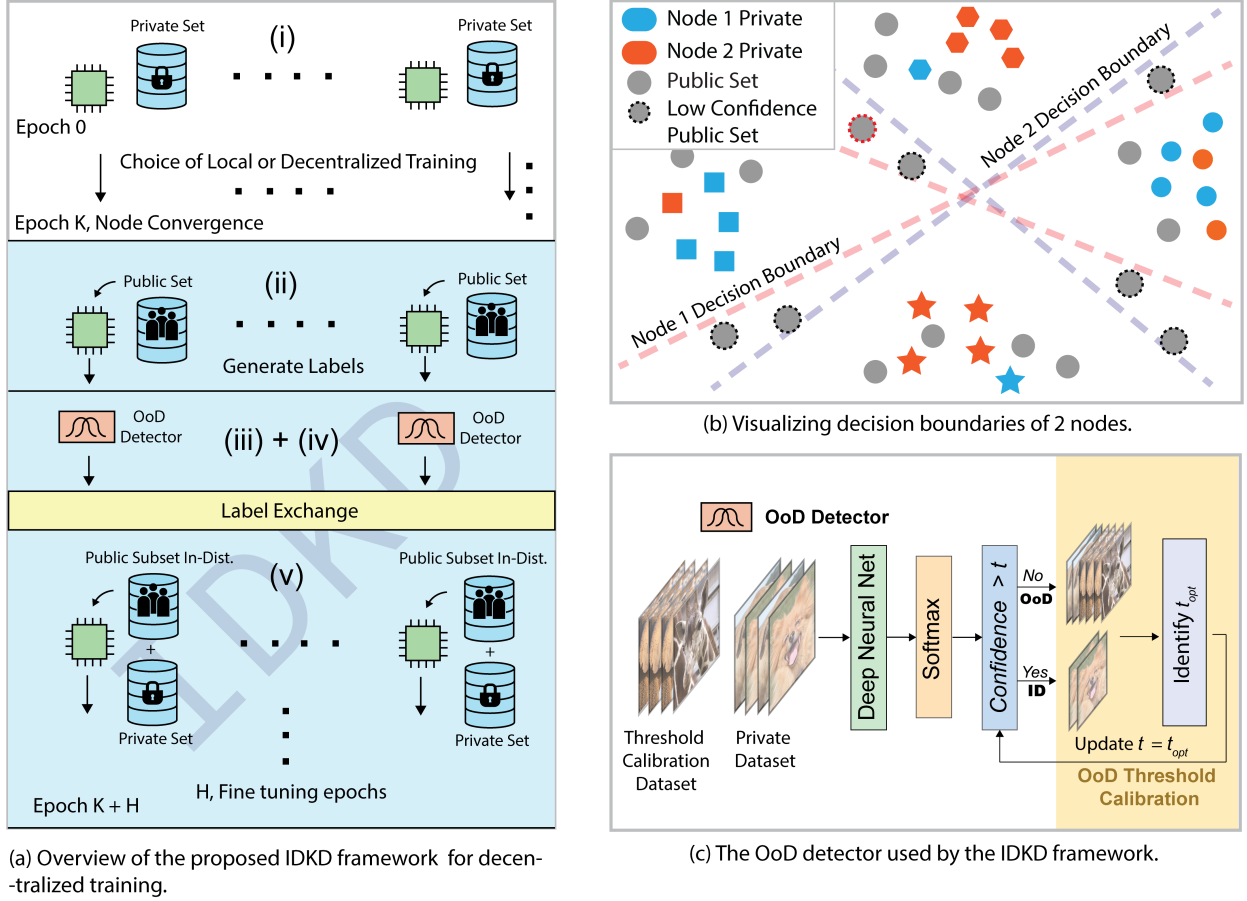 Private Set
(i)
Private Set
Epoch 0
Choice of Local or Decentralized Training
Epoch K, Node Convergence
Public Set
(ii)
Public Set
Generate Labels
OoD
Detector
(iii) + (iv)
OoD
Detector
Label Exchange
IDKD
Public Subset In-Dist.
(v)
Public Subset In-Dist.
+
+
Private Set
Private Set
H, Fine tuning epochs
Epoch K + H
(a) Overview of the proposed IDKD framework for decen-
-tralized training.
Node 1 Private
Node 2 Private
Public Set
Low Confidence
Public Set
Node 2 Decision Boundary
Node 1 Decision Boundary
(b) Visualizing decision boundaries of 2 nodes.
OoD Detector
Threshold
Calibration
Dataset
Private
Dataset
Deep Neural Net
Softmax
Confidence > t
No
OoD
Yes
ID
Identify t_opt
Update t = t_opt
OoD Threshold
Calibration
(c) The OoD detector used by the IDKD framework.